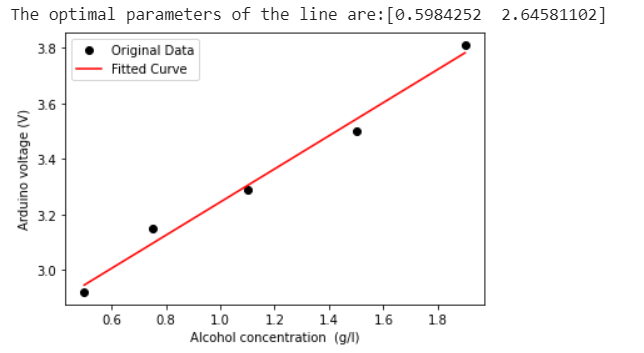 The optimal parameters of the line are:[0.5984252  2.64581102]
Original Data
Fitted Curve
3.8
3.6
3.4
3.2
3.0
Arduino voltage (V)
0.6 0.8 1.0 1.2 1.4 1.6 1.8
Alcohol concentration  (g/l)